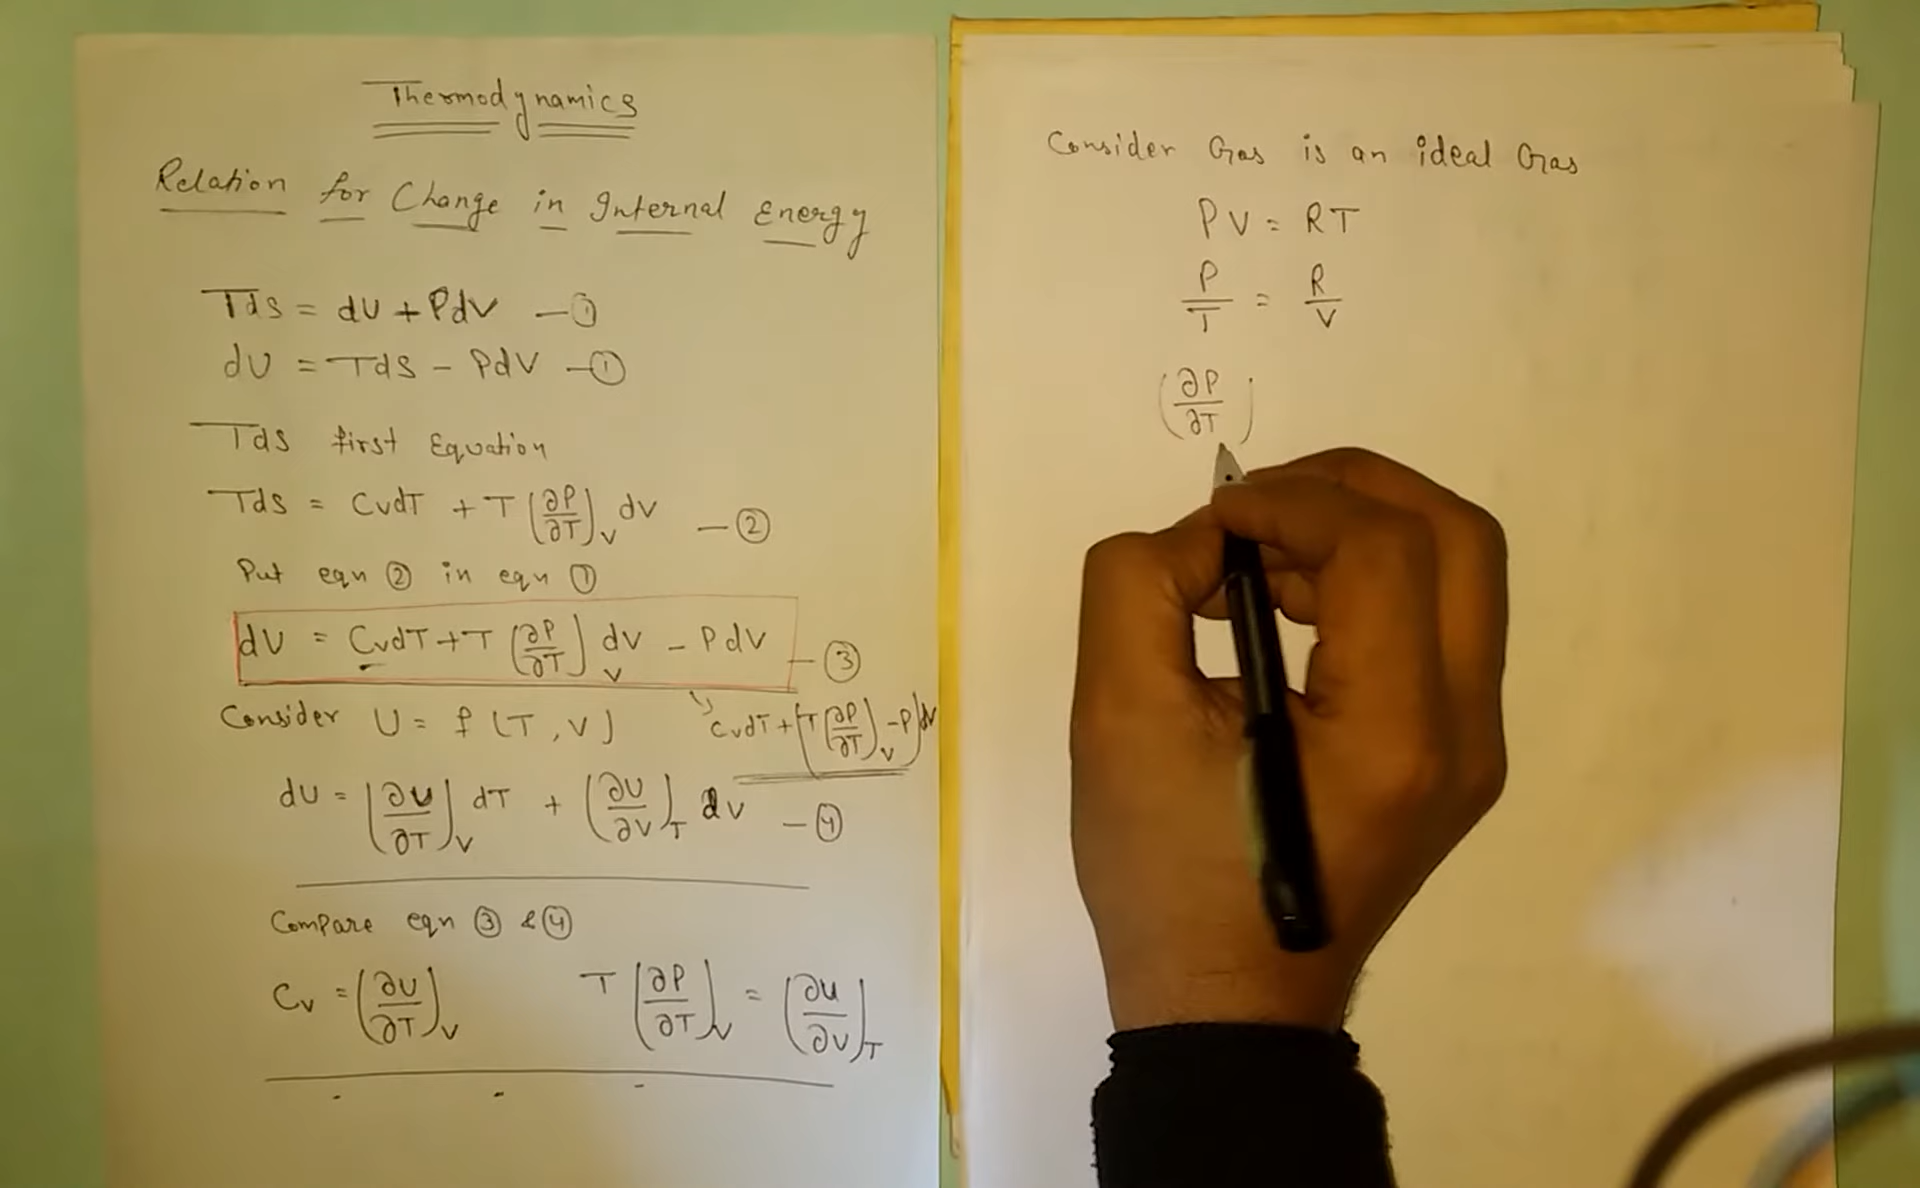 Thermodynamics
Relation for Change in Internal Energy
Tds = dU + PdV —①
dU = Tds - PdV —①
Tds first Equation
Tds = CvdT + T (∂P/∂T)v dv —②
Put eqn ② in eqn ①
dU = CvdT + T (∂P/∂T)v dv - Pdv —③
Consider U = f (T, V)
CvdT + (T(∂P/∂T)v - P)dv
dU = (∂U/∂T)v dT + (∂U/∂V)T dv —④
Compare eqn ③ & ④
Cv = (∂U/∂T)v T (∂P/∂T)v = (∂U/∂V)T
Consider Gas is an ideal Gas
PV = RT
P/T = R/V
(∂P/∂T)